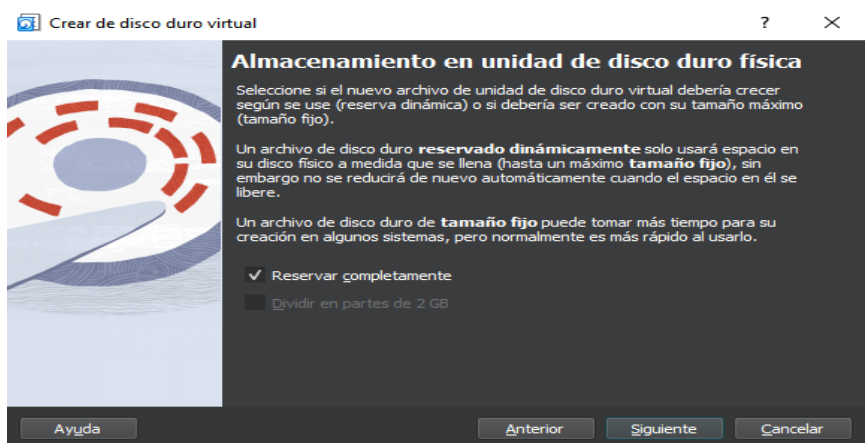 Crear de disco duro virtual
?
Almacenamiento en unidad de disco duro física
Seleccione si el nuevo archivo de unidad de disco duro virtual debería crecer
según se use (reserva dinámica) o si debería ser creado con su tamaño máximo
(tamaño fijo).
Un archivo de disco duro reservado dinámicamente solo usará espacio en
su disco físico a medida que se llena (hasta un máximo tamaño fijo), sin
embargo no se reducirá de nuevo automáticamente cuando el espacio en él se
libere.
Un archivo de disco duro de tamaño fijo puede tomar más tiempo para su
creación en algunos sistemas, pero normalmente es más rápido al usarlo.
Reservar completamente
Dividir en partes de 2 GB
Ayuda
Anterior
Siguiente
Cancelar